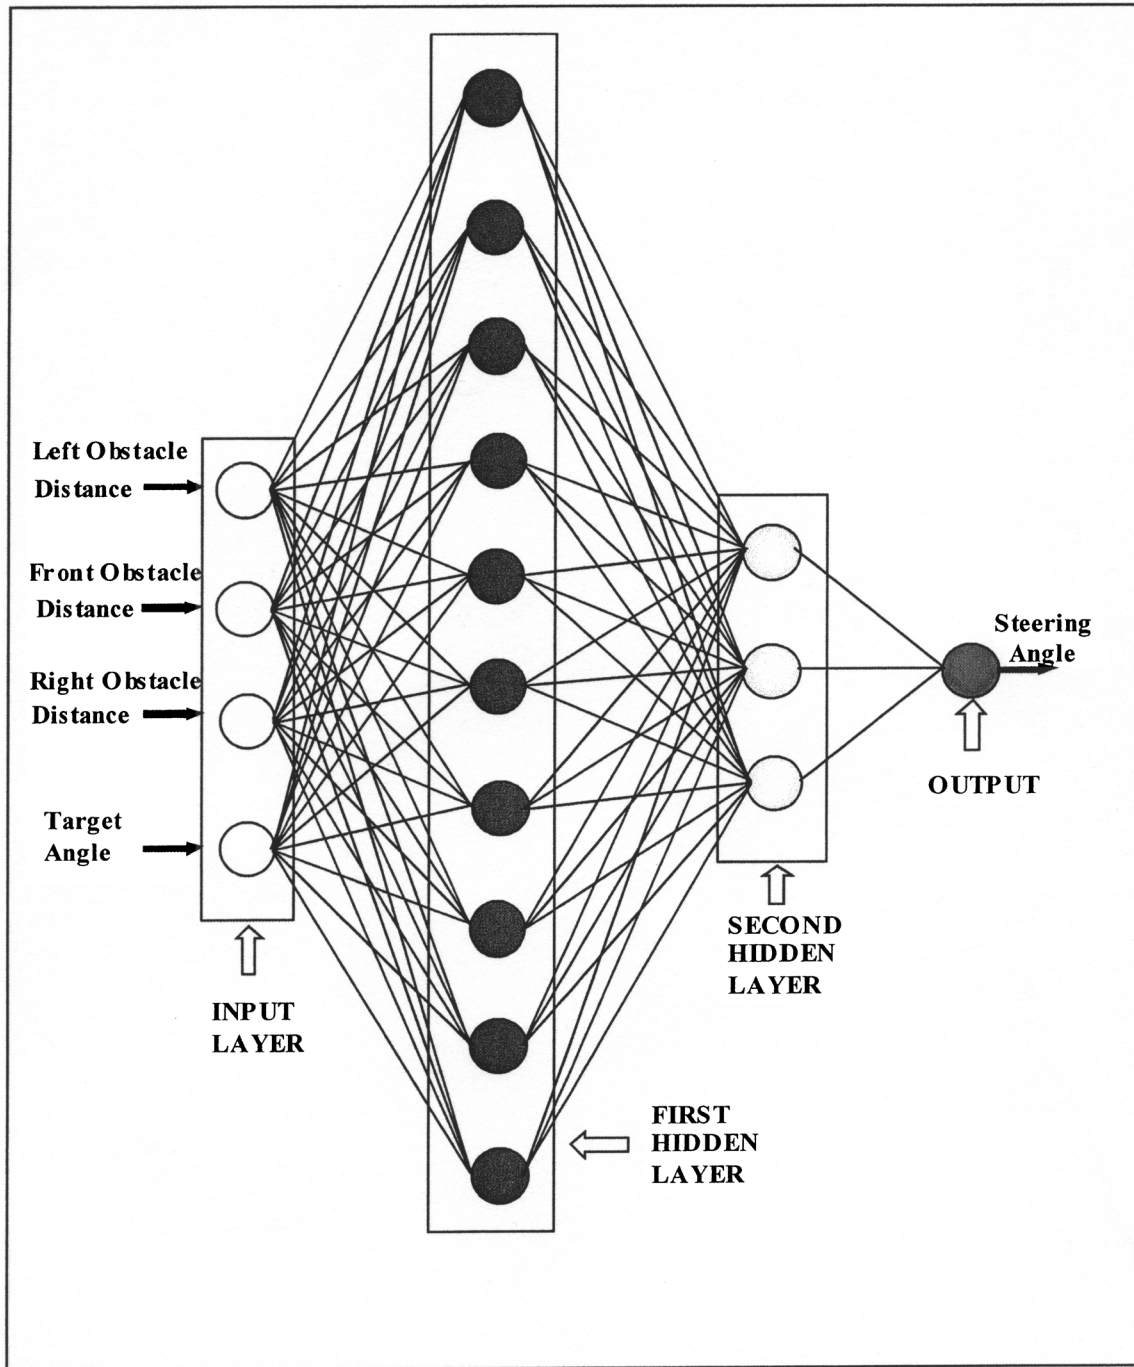 Left Obstacle
Distance
Front Obstacle
Distance
Right Obstacle
Distance
Target
Angle
INPUT
LAYER
FIRST
HIDDEN
LAYER
SECOND
HIDDEN
LAYER
Steering
Angle
OUTPUT